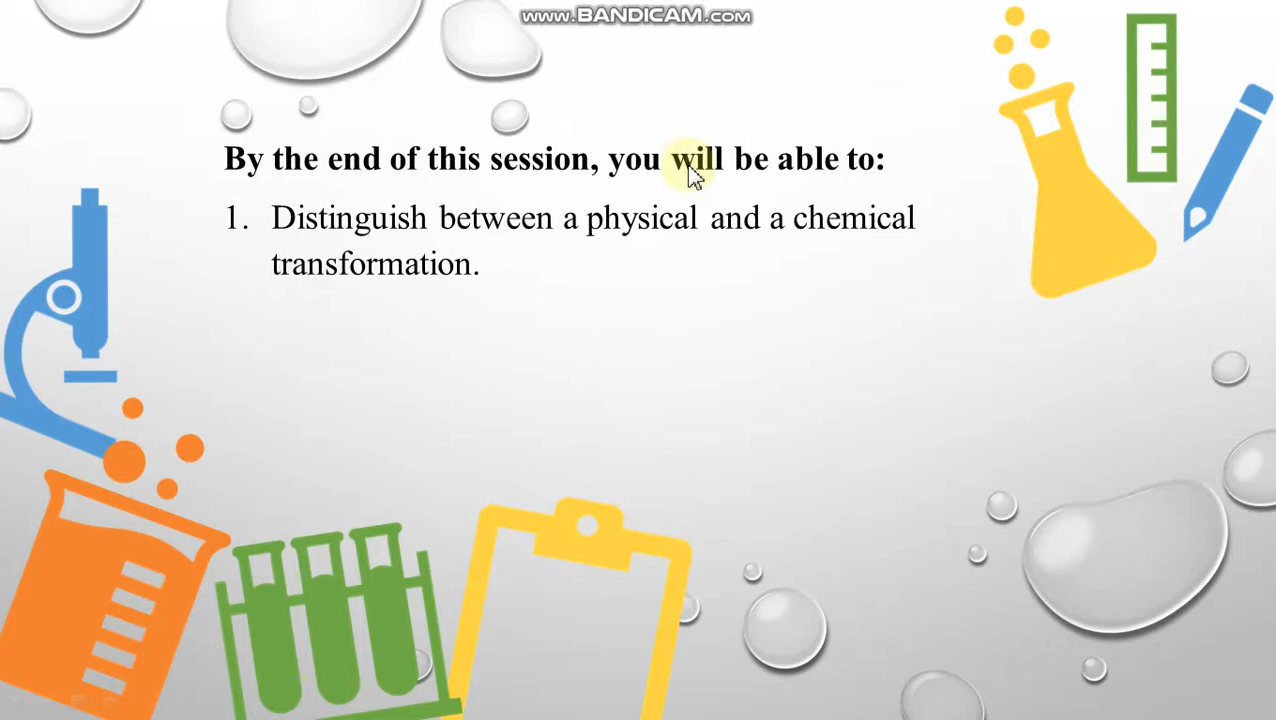 www.BANDICAM.com
By the end of this session, you will be able to:
1. Distinguish between a physical and a chemical
transformation.